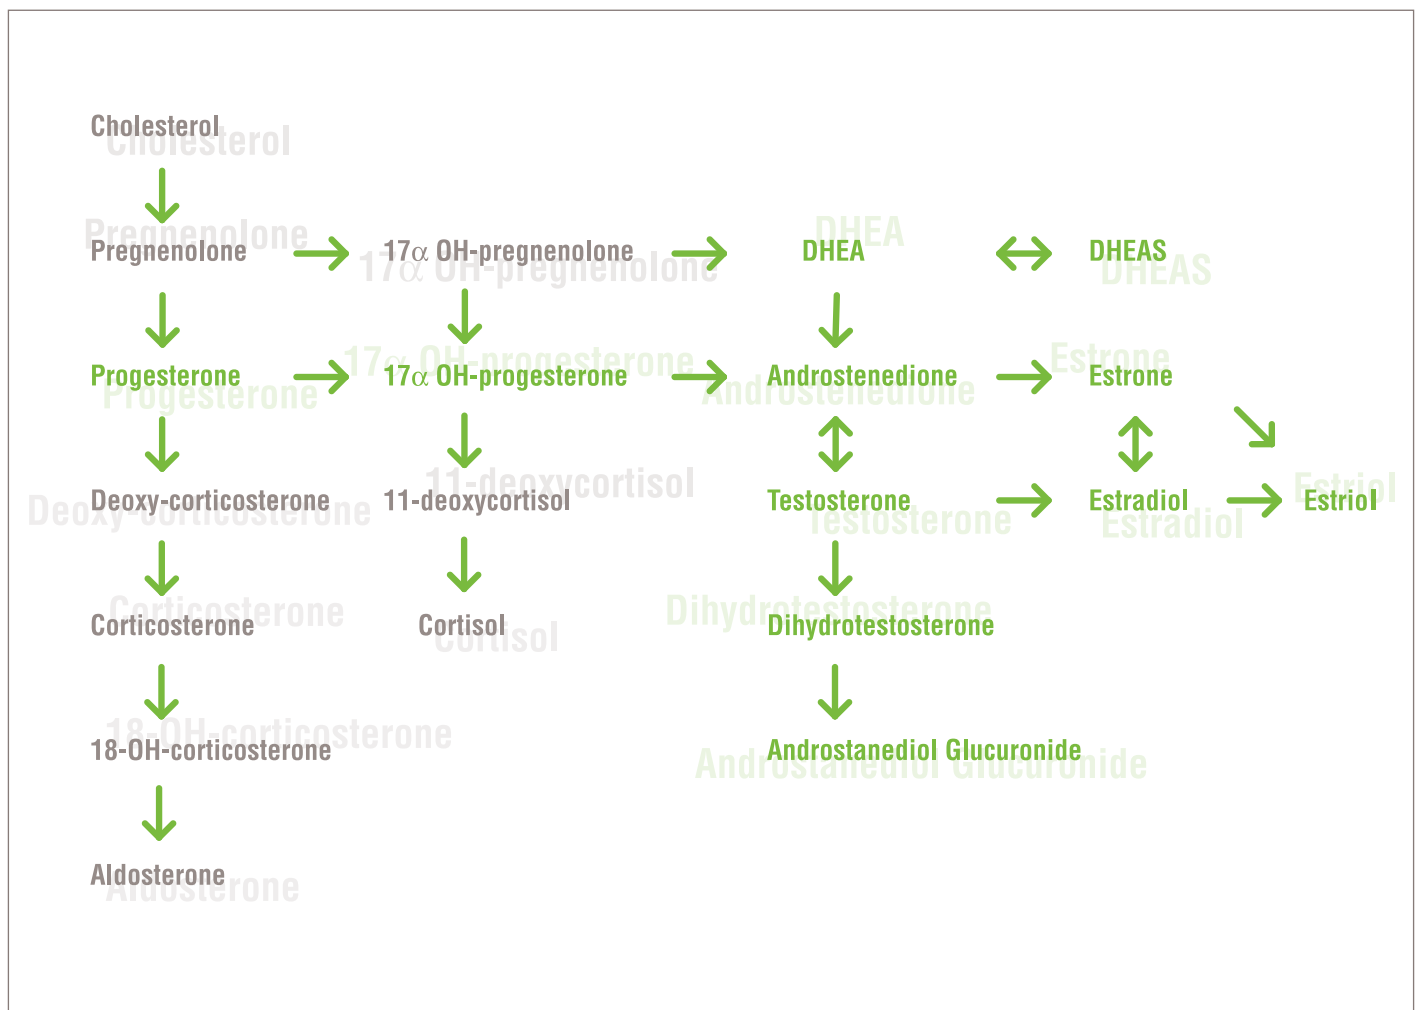 Cholesterol
Pregnenolone 17α OH-pregnenolone DHEA DHEAS
Progesterone 17α OH-progesterone Androstenedione Estrone
Deoxy-corticosterone 11-deoxycortisol Testosterone Estradiol Estriol
Corticosterone Cortisol Dihydrotestosterone
18-OH-corticosterone Androstanediol Glucuronide
Aldosterone